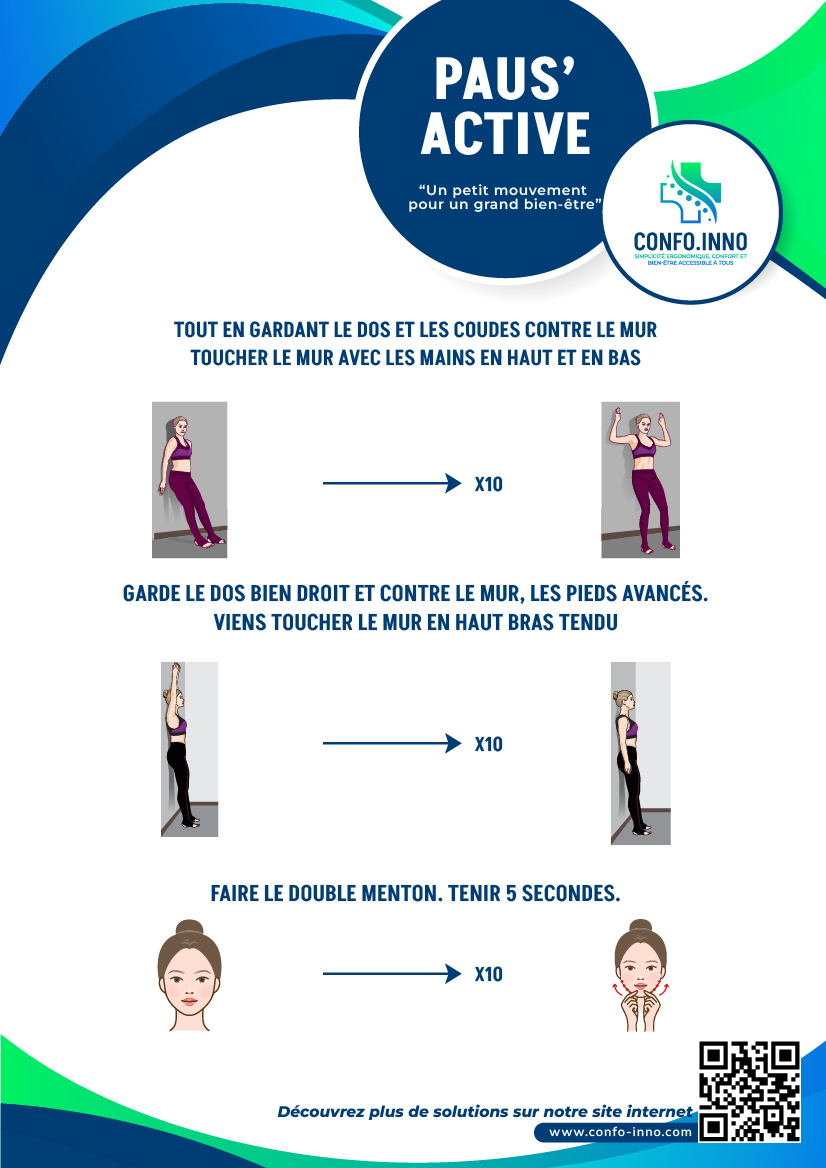 PAUS'
ACTIVE
“Un petit mouvement
pour un grand bien-être”
CONFO.INNO
SIMPLICITÉ ERGONOMIQUE, CONFORT ET
BIEN-ÊTRE ACCESSIBLE À TOUS
TOUT EN GARDANT LE DOS ET LES COUDES CONTRE LE MUR
TOUCHER LE MUR AVEC LES MAINS EN HAUT ET EN BAS
X10
GARDE LE DOS BIEN DROIT ET CONTRE LE MUR, LES PIEDS AVANCÉS.
VIENS TOUCHER LE MUR EN HAUT BRAS TENDU
X10
FAIRE LE DOUBLE MENTON. TENIR 5 SECONDES.
X10
Découvrez plus de solutions sur notre site internet
www.confo-inno.com